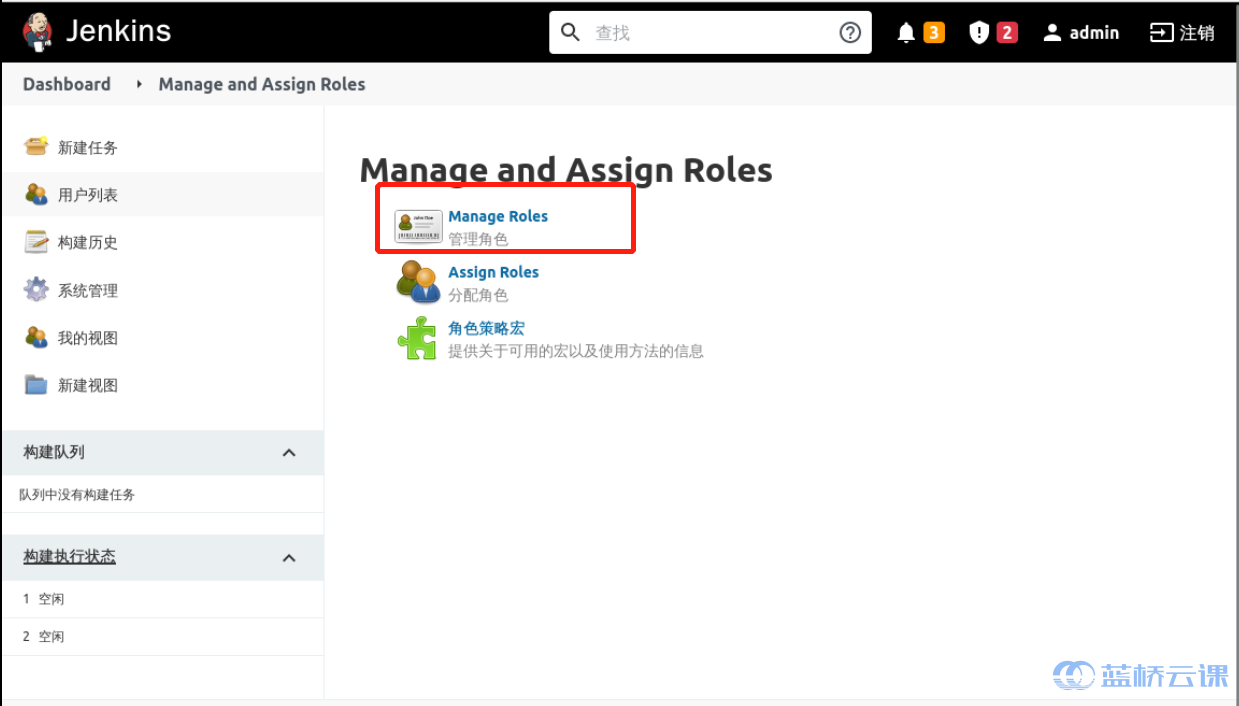 Jenkins
查找
3
2
admin
注销
Dashboard
Manage and Assign Roles
新建任务
用户列表
构建历史
系统管理
我的视图
新建视图
构建队列
队列中没有构建任务
构建执行状态
1 空闲
2 空闲
Manage and Assign Roles
Manage Roles
管理角色
Assign Roles
分配角色
角色策略宏
提供关于可用的宏以及使用方法的信息
蓝桥云课